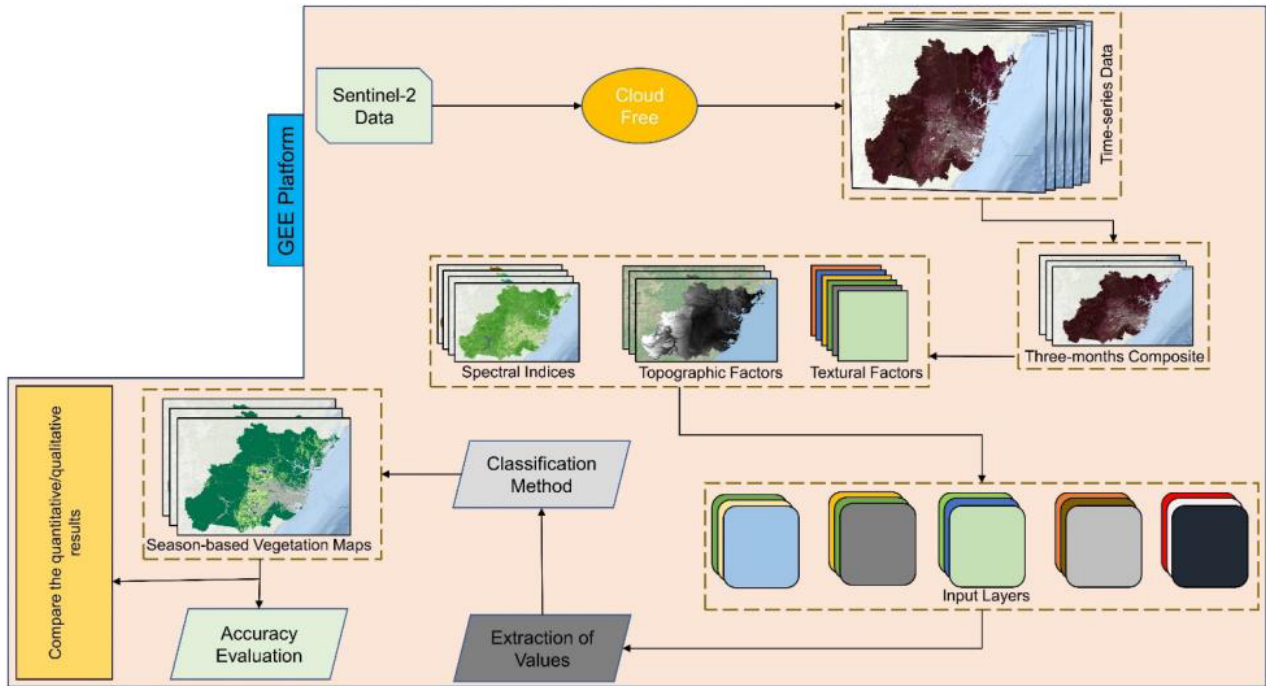 Sentinel-2
Data
Cloud
Free
Time-series Data
GEE Platform
Three-months Composite
Spectral Indices
Topographic Factors
Textural Factors
Input Layers
Extraction of
Values
Classification
Method
Season-based Vegetation Maps
Accuracy
Evaluation
Compare the quantitative/qualitative
results